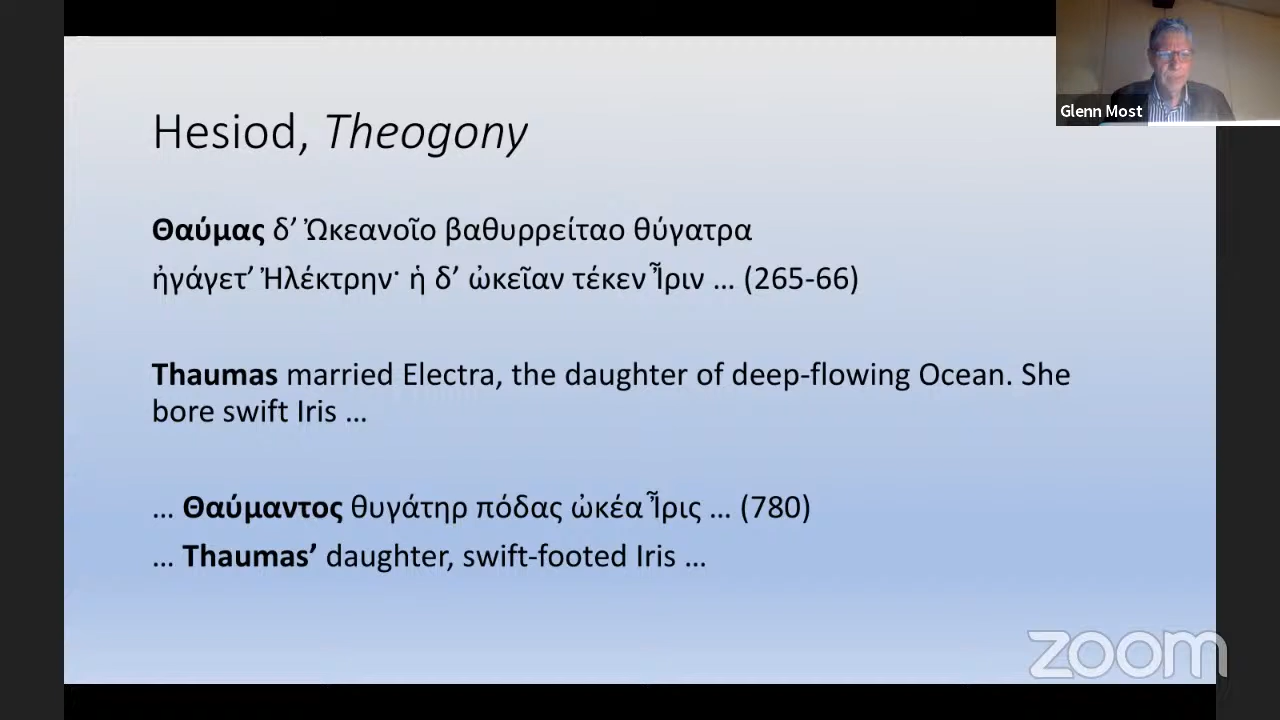 Glenn Most
Hesiod, Theogony
Θαύμας δ’ Ὠκεανοῖο βαθυρρείταο θύγατρα
ἠγάγετ’ Ἠλέκτρην· ἡ δ’ ὠκεῖαν τέκεν Ἶριν … (265-66)
Thaumas married Electra, the daughter of deep-flowing Ocean. She
bore swift Iris …
… Θαύμαντος θυγάτηρ πόδας ὠκέα Ἶρις … (780)
… Thaumas’ daughter, swift-footed Iris …
zoom